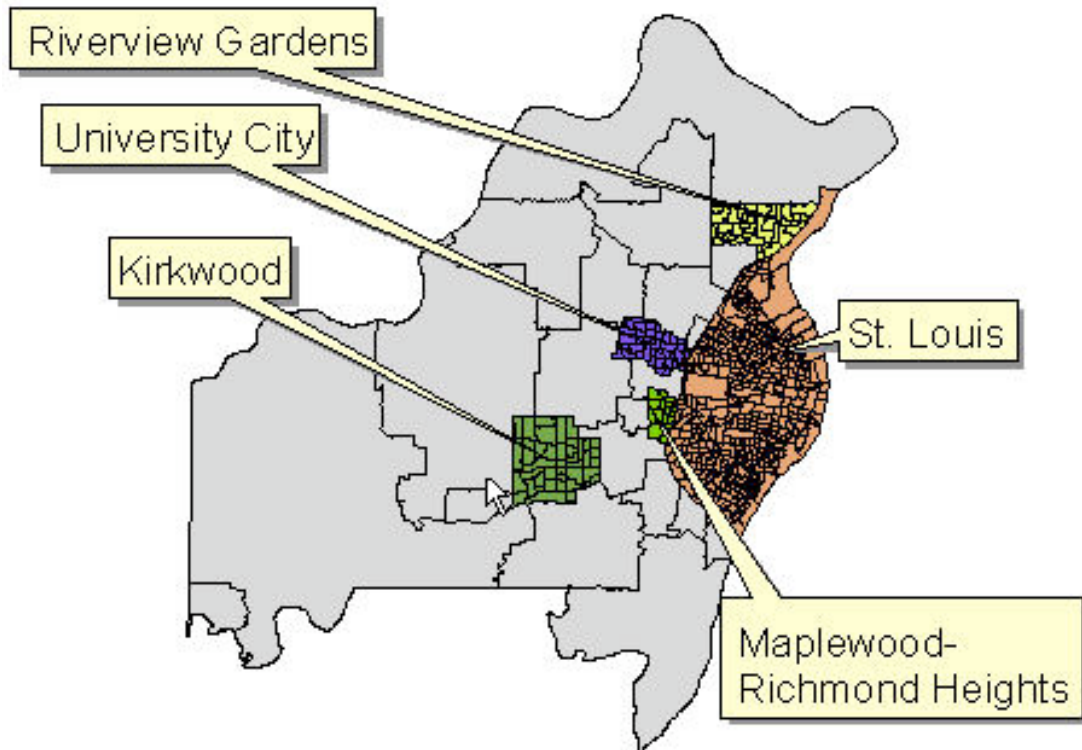 Riverview Gardens
University City
Kirkwood
St. Louis
Maplewood-
Richmond Heights